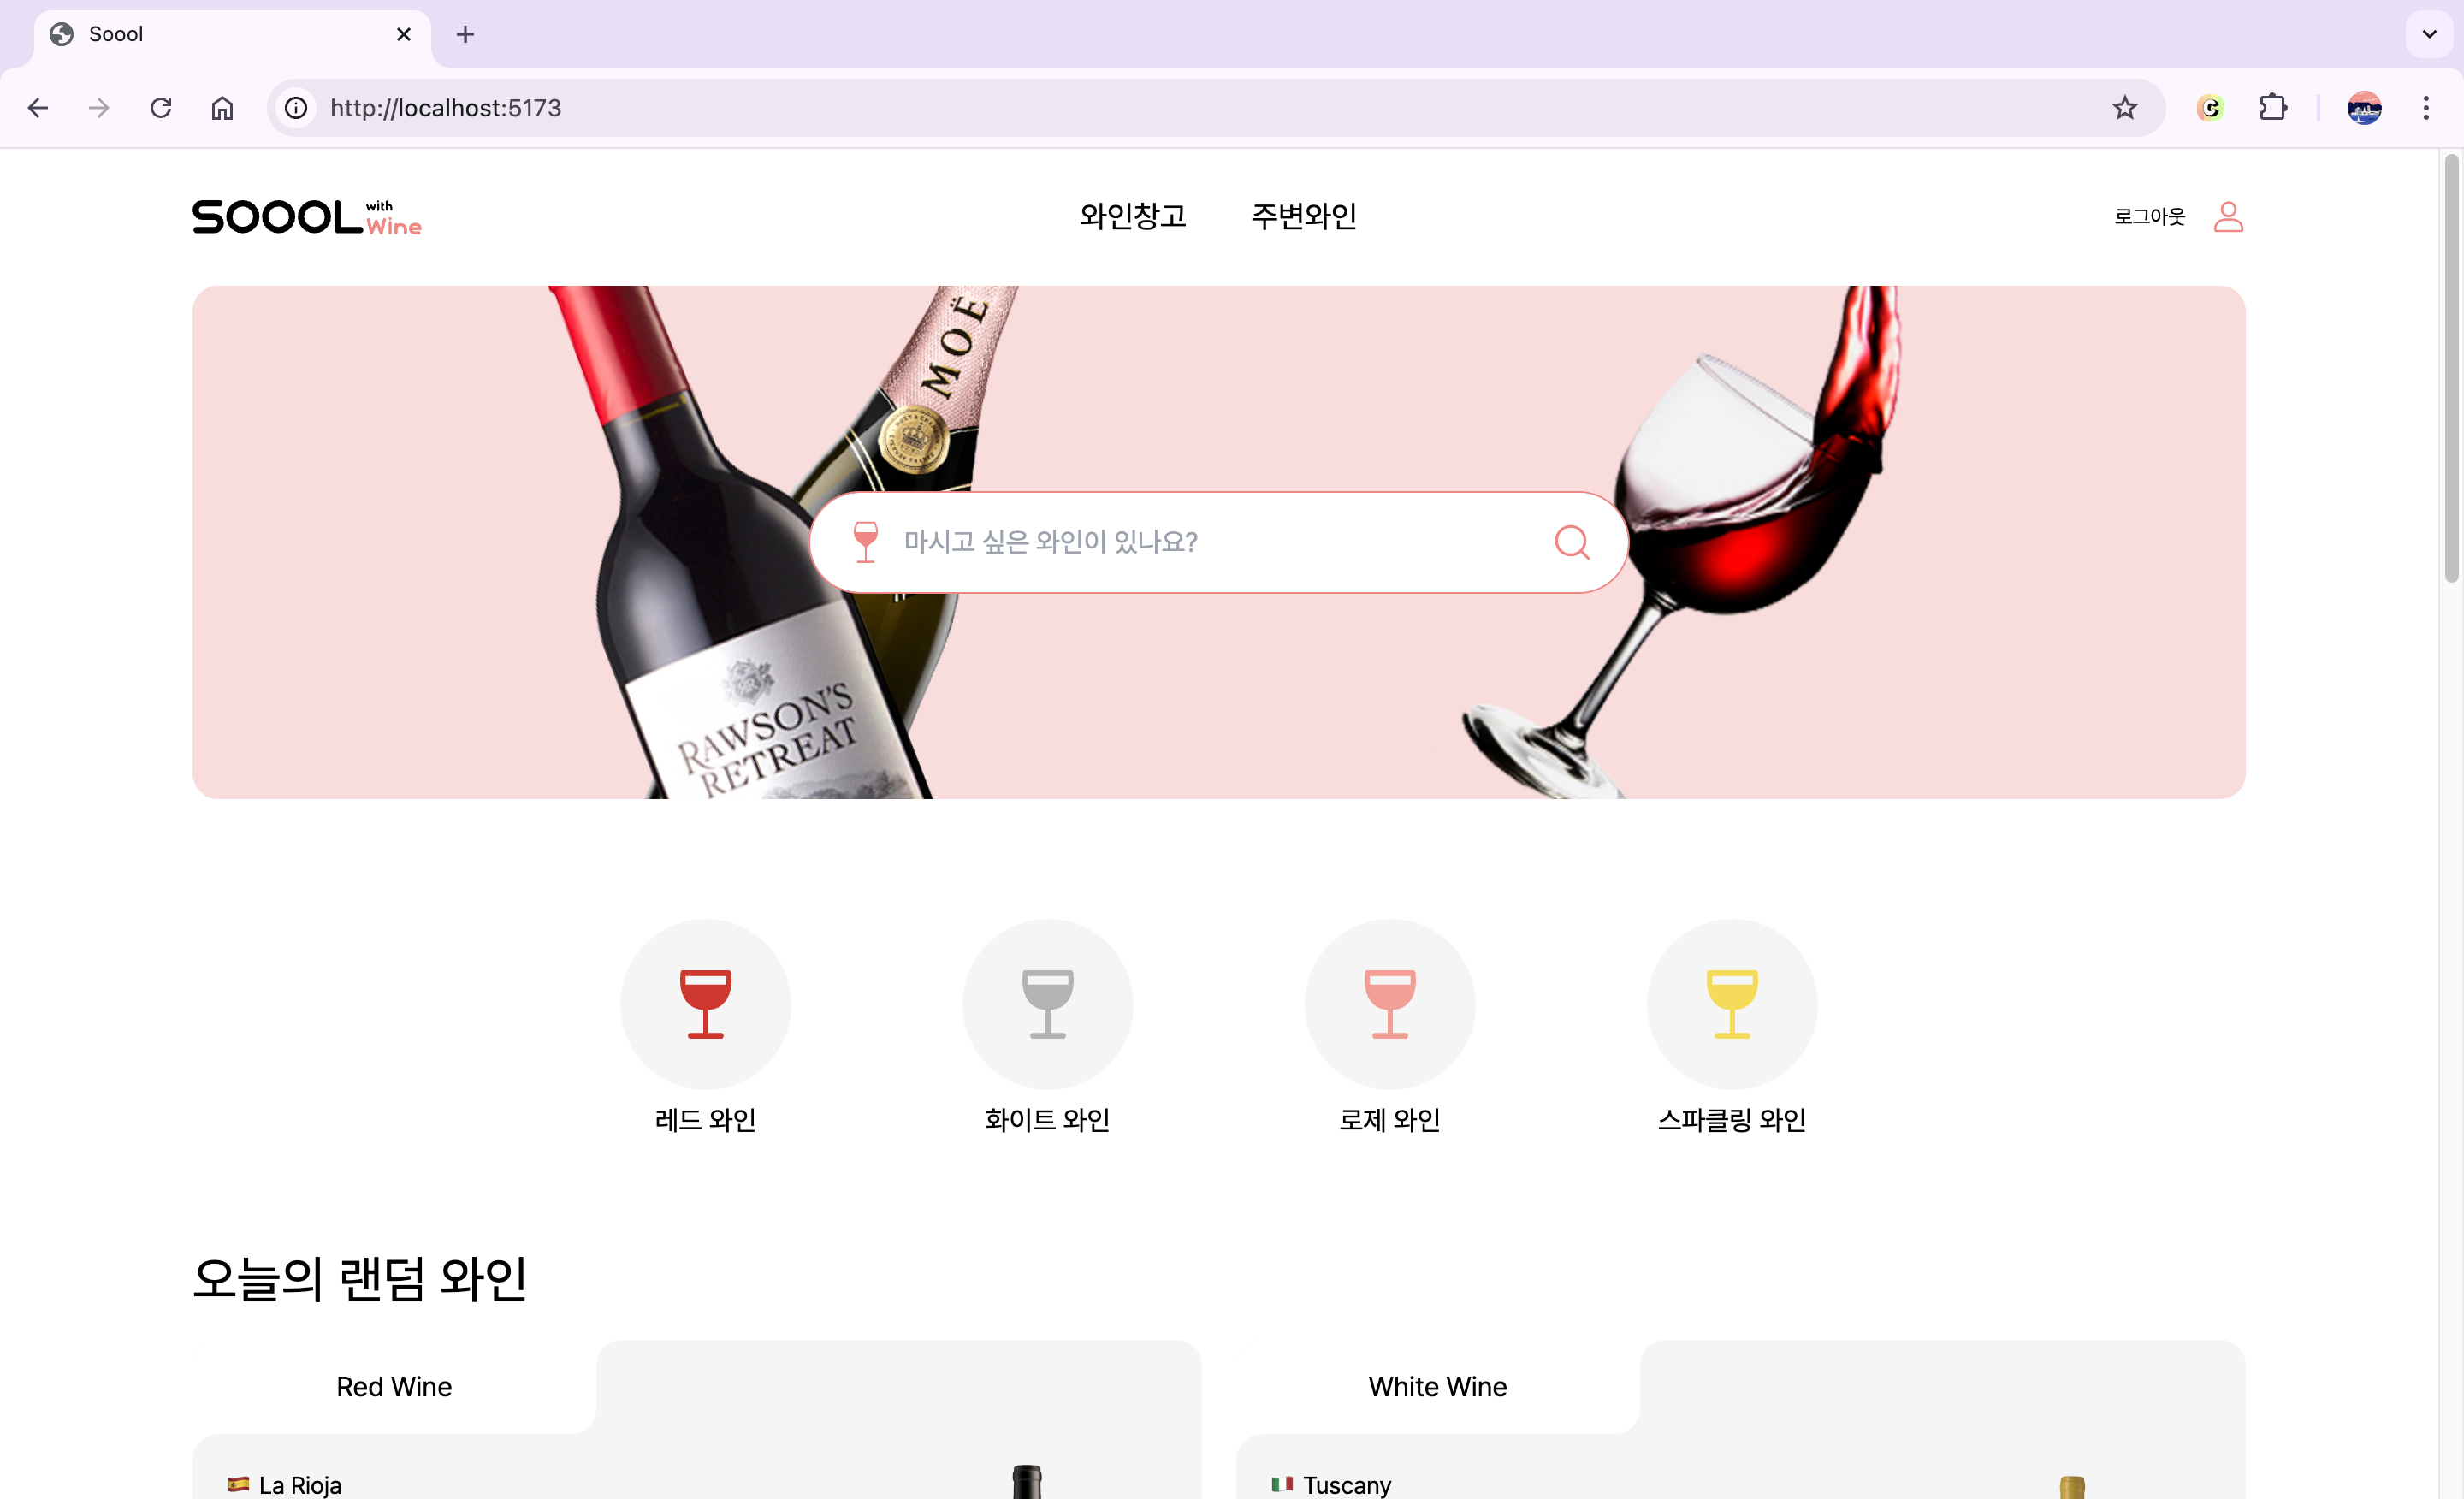 Soool
http://localhost:5173
SOOOL with Wine
와인창고 주변와인
로그아웃
MOË
마시고 싶은 와인이 있나요?
RAWSON'S
RETREAT
레드 와인 화이트 와인 로제 와인 스파클링 와인
오늘의 랜덤 와인
Red Wine White Wine
La Rioja Tuscany